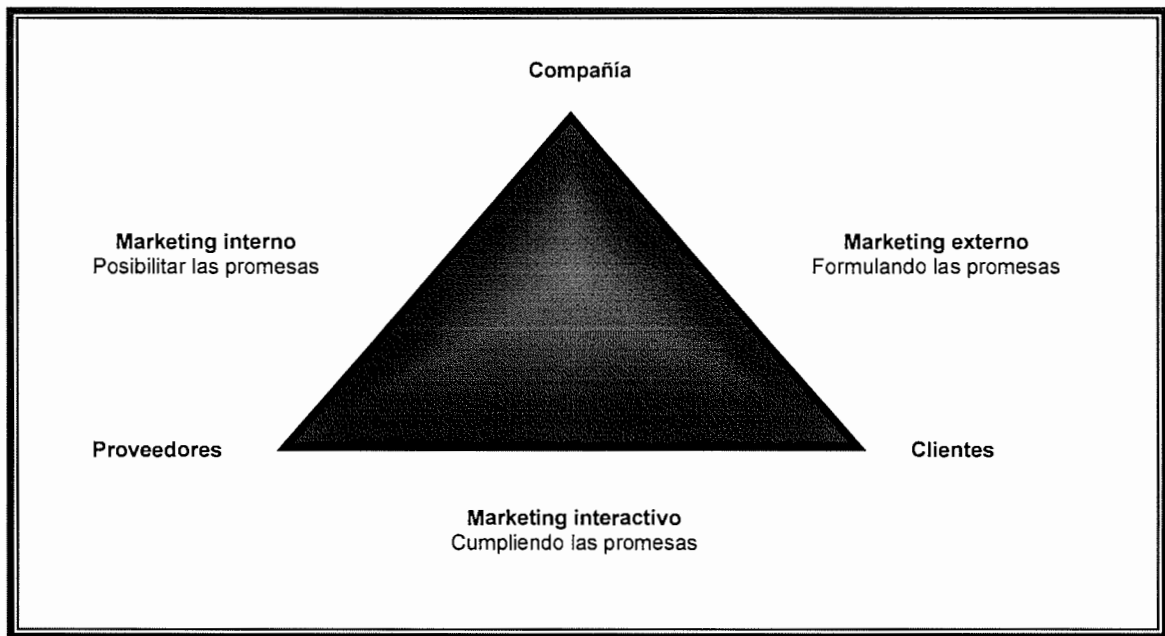 Compañía
Marketing interno
Posibilitar las promesas
Marketing externo
Formulando las promesas
Proveedores
Clientes
Marketing interactivo
Cumpliendo las promesas